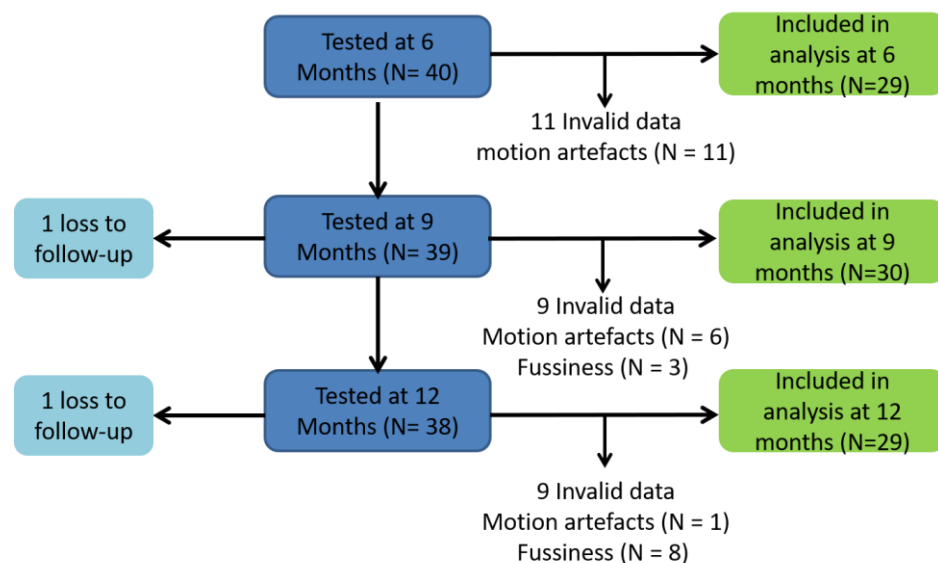 Tested at 6
Months (N= 40)
Included in
analysis at 6
months (N=29)
11 Invalid data
motion artefacts (N = 11)
1 loss to
follow-up
Tested at 9
Months (N= 39)
Included in
analysis at 9
months (N=30)
9 Invalid data
Motion artefacts (N = 6)
Fussiness (N = 3)
1 loss to
follow-up
Tested at 12
Months (N= 38)
Included in
analysis at 12
months (N=29)
9 Invalid data
Motion artefacts (N = 1)
Fussiness (N = 8)